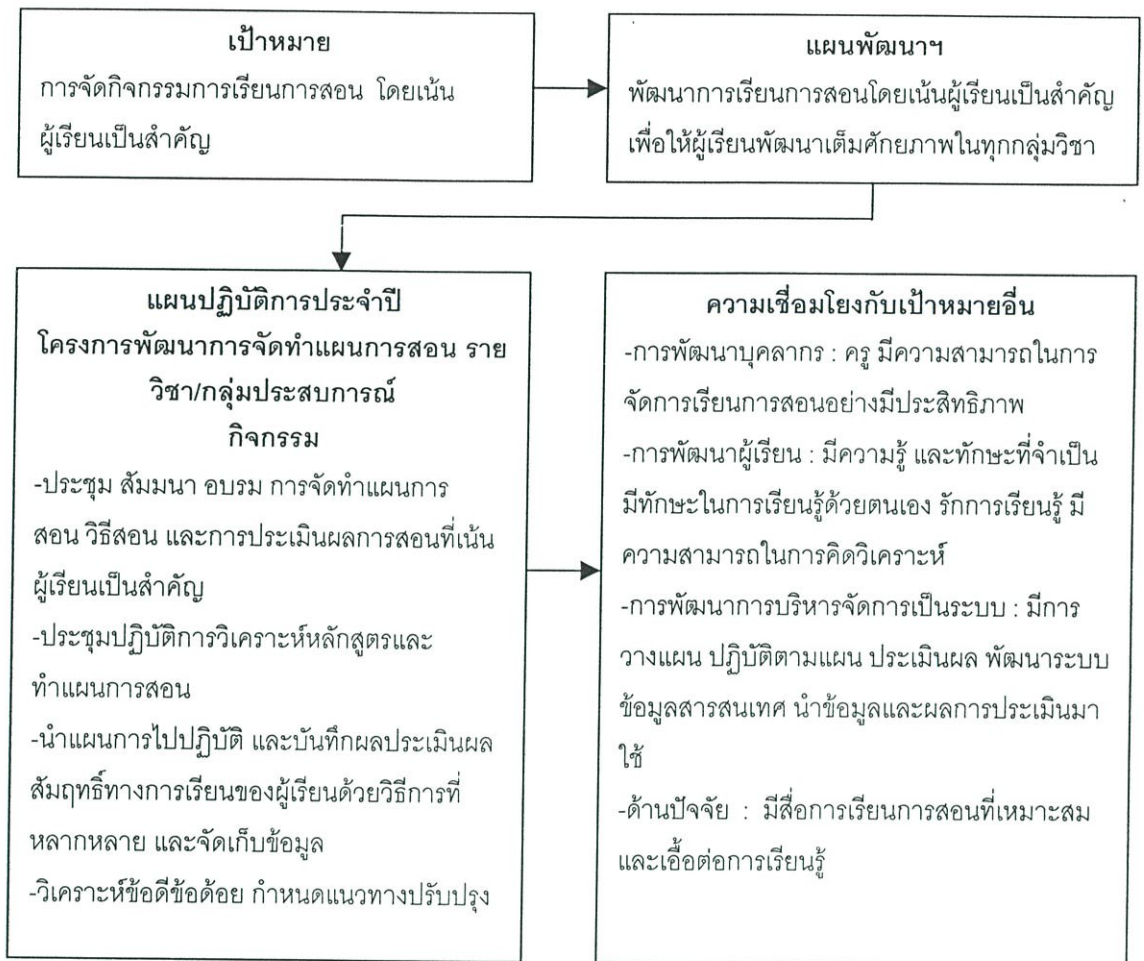 เป้าหมาย
การจัดกิจกรรมการเรียนการสอน โดยเน้น
ผู้เรียนเป็นสำคัญ
แผนพัฒนาฯ
พัฒนาการเรียนการสอนโดยเน้นผู้เรียนเป็นสำคัญ
เพื่อให้ผู้เรียนพัฒนาเต็มศักยภาพในทุกกลุ่มวิชา
แผนปฏิบัติการประจำปี
โครงการพัฒนาการจัดทำแผนการสอน ราย
วิชา/กลุ่มประสบการณ์
กิจกรรม
-ประชุม สัมมนา อบรม การจัดทำแผนการ
สอน วิธีสอน และการประเมินผลการสอนที่เน้น
ผู้เรียนเป็นสำคัญ
-ประชุมปฏิบัติการวิเคราะห์หลักสูตรและ
ทำแผนการสอน
-นำแผนการไปปฏิบัติ และบันทึกผลประเมินผล
สัมฤทธิ์ทางการเรียนของผู้เรียนด้วยวิธีการที่
หลากหลาย และจัดเก็บข้อมูล
-วิเคราะห์ข้อดีข้อด้อย กำหนดแนวทางปรับปรุง
ความเชื่อมโยงกับเป้าหมายอื่น
-การพัฒนาบุคลากร : ครู มีความสามารถในการ
จัดการเรียนการสอนอย่างมีประสิทธิภาพ
-การพัฒนาผู้เรียน : มีความรู้ และทักษะที่จำเป็น
มีทักษะในการเรียนรู้ด้วยตนเอง รักการเรียนรู้ มี
ความสามารถในการคิดวิเคราะห์
-การพัฒนาการบริหารจัดการเป็นระบบ : มีการ
วางแผน ปฏิบัติตามแผน ประเมินผล พัฒนาระบบ
ข้อมูลสารสนเทศ นำข้อมูลและผลการประเมินมา
ใช้
-ด้านปัจจัย : มีสื่อการเรียนการสอนที่เหมาะสม
และเอื้อต่อการเรียนรู้